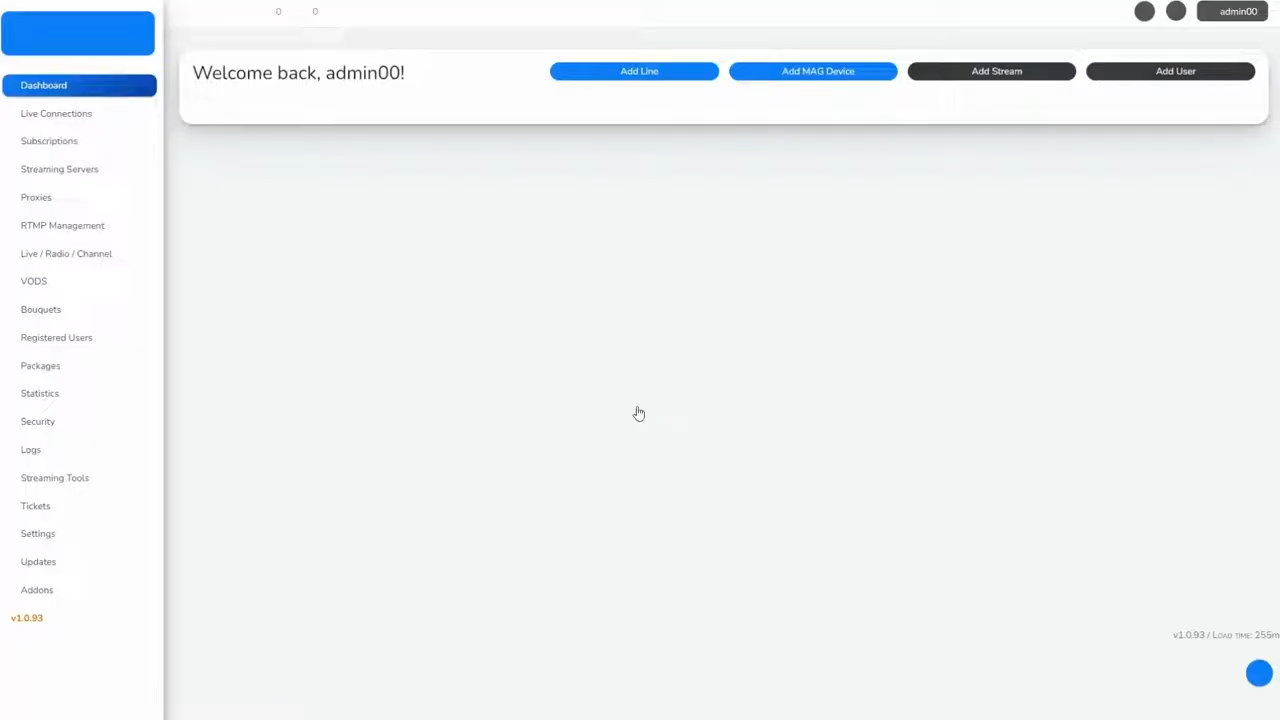 0 0
admin00
Welcome back, admin00!
Add Line
Add MAG Device
Add Stream
Add User
Dashboard
Live Connections
Subscriptions
Streaming Servers
Proxies
RTMP Management
Live / Radio / Channel
VODS
Bouquets
Registered Users
Packages
Statistics
Security
Logs
Streaming Tools
Tickets
Settings
Updates
Addons
v1.0.93
v1.0.93 / Load time: 255m